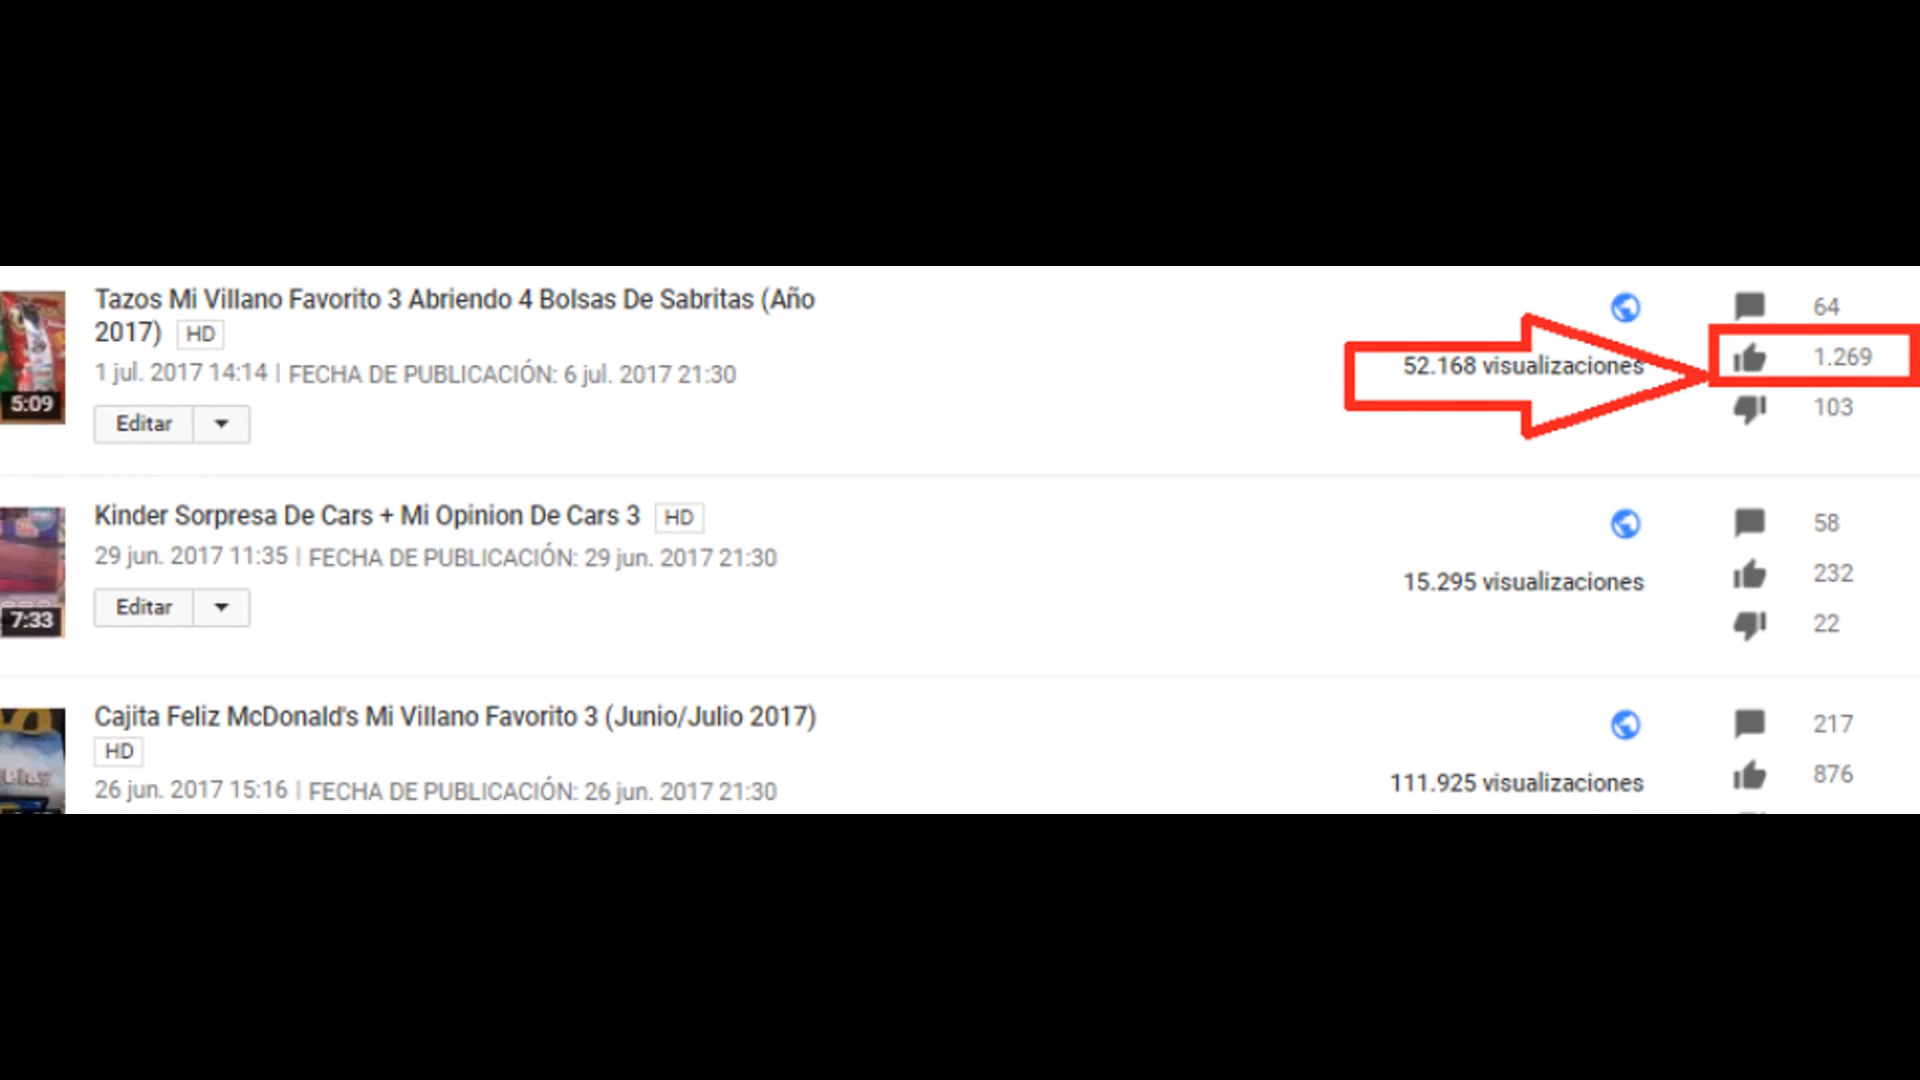 Tazos Mi Villano Favorito 3 Abriendo 4 Bolsas De Sabritas (Año
2017) HD
1 jul. 2017 14:14 | FECHA DE PUBLICACIÓN: 6 jul. 2017 21:30
5:09
Editar
52.168 visualizaciones
64
1.269
103
Kinder Sorpresa De Cars + Mi Opinion De Cars 3 HD
29 jun. 2017 11:35 | FECHA DE PUBLICACIÓN: 29 jun. 2017 21:30
7:33
Editar
15.295 visualizaciones
58
232
22
Cajita Feliz McDonald's Mi Villano Favorito 3 (Junio/Julio 2017)
HD
26 jun. 2017 15:16 | FECHA DE PUBLICACIÓN: 26 jun. 2017 21:30
111.925 visualizaciones
217
876